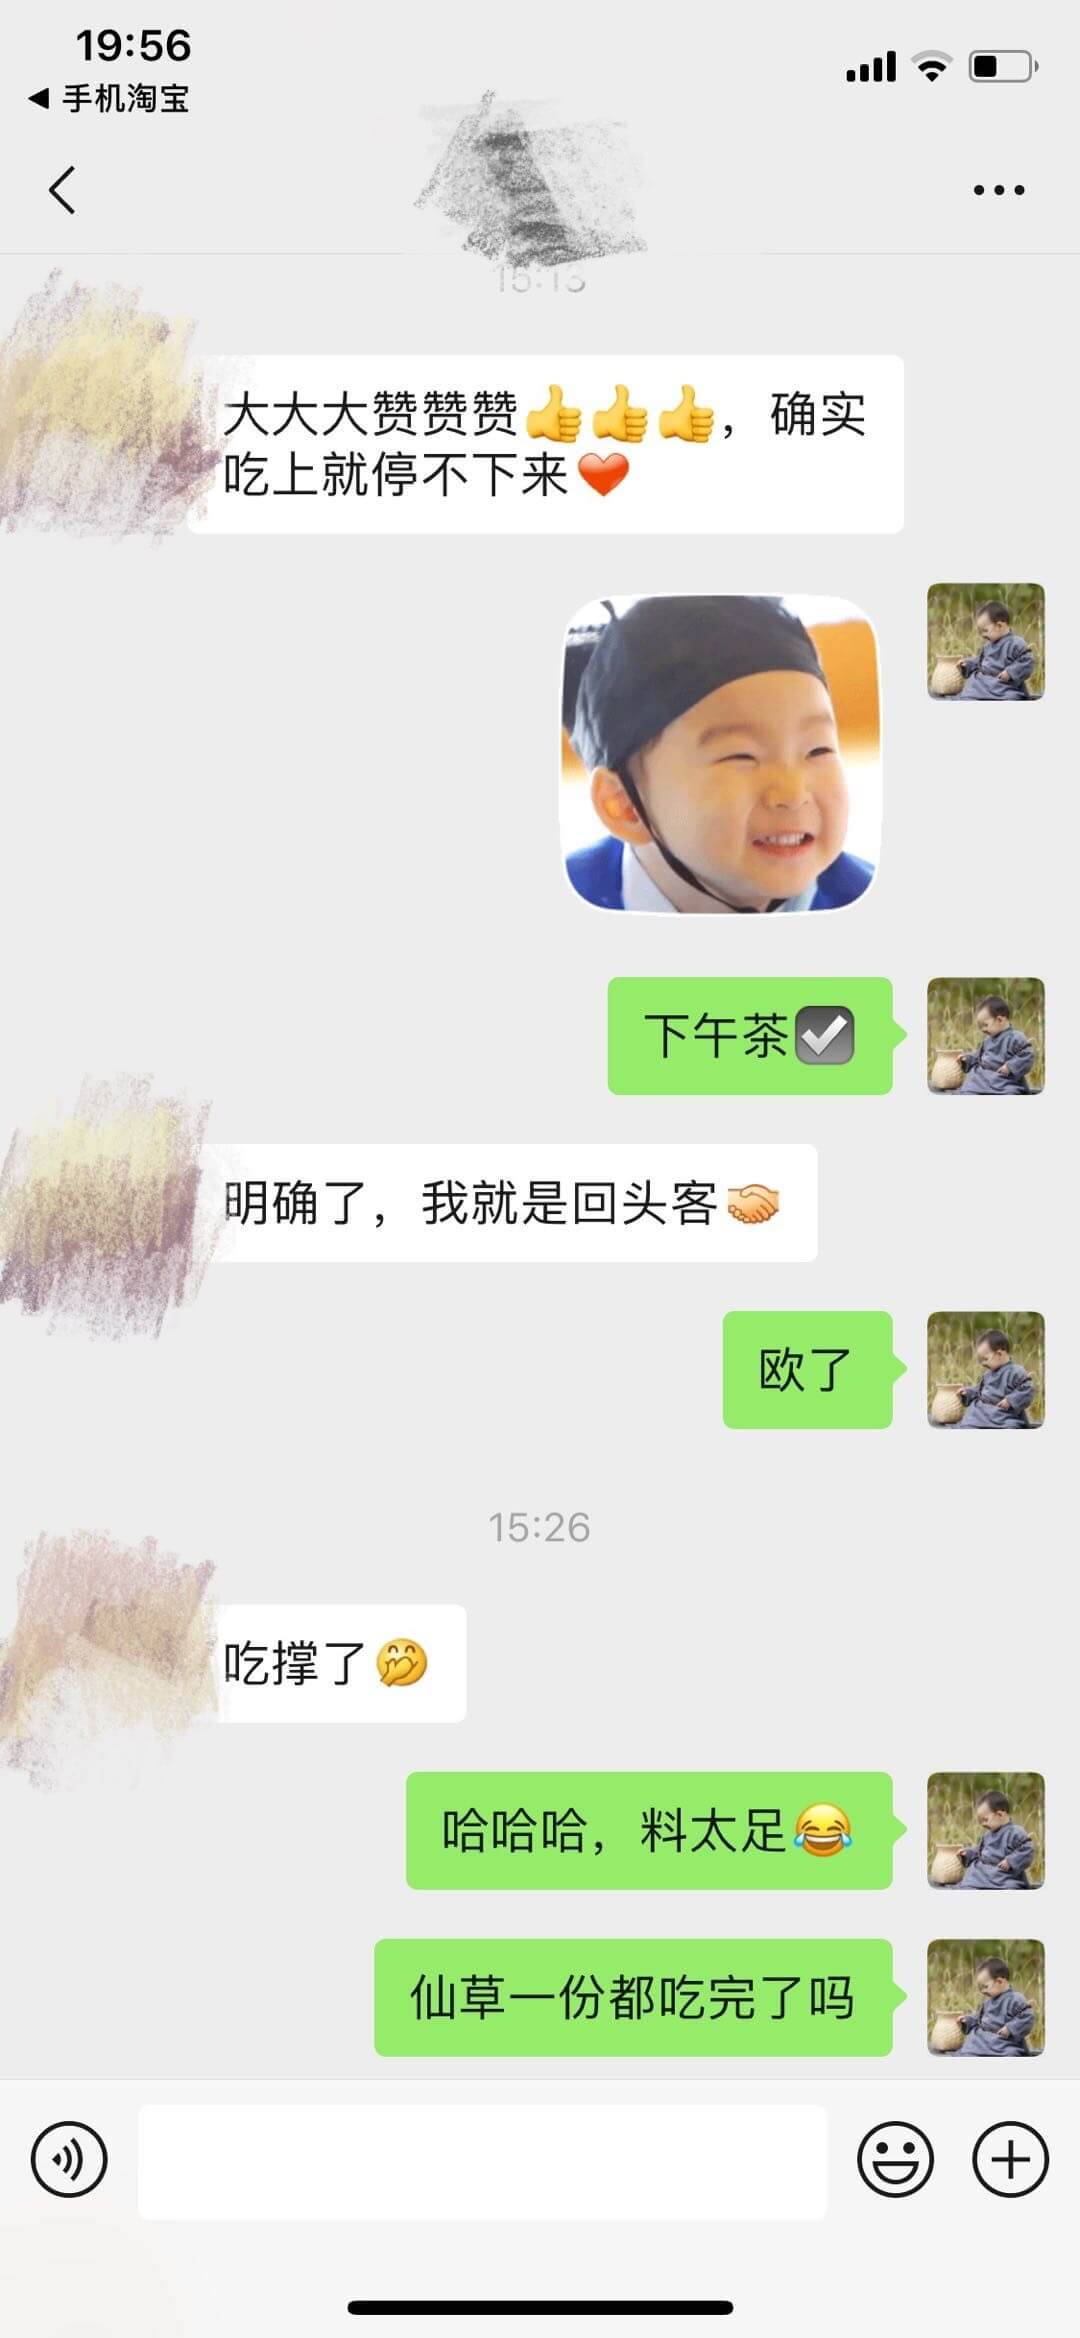 19:56
手机淘宝
15:13
大大大赞赞赞👍👍👍，确实
吃上就停不下来❤️
下午茶☑️
明确了，我就是回头客🤝
欧了
15:26
吃撑了🤭
哈哈哈，料太足😂
仙草一份都吃完了吗